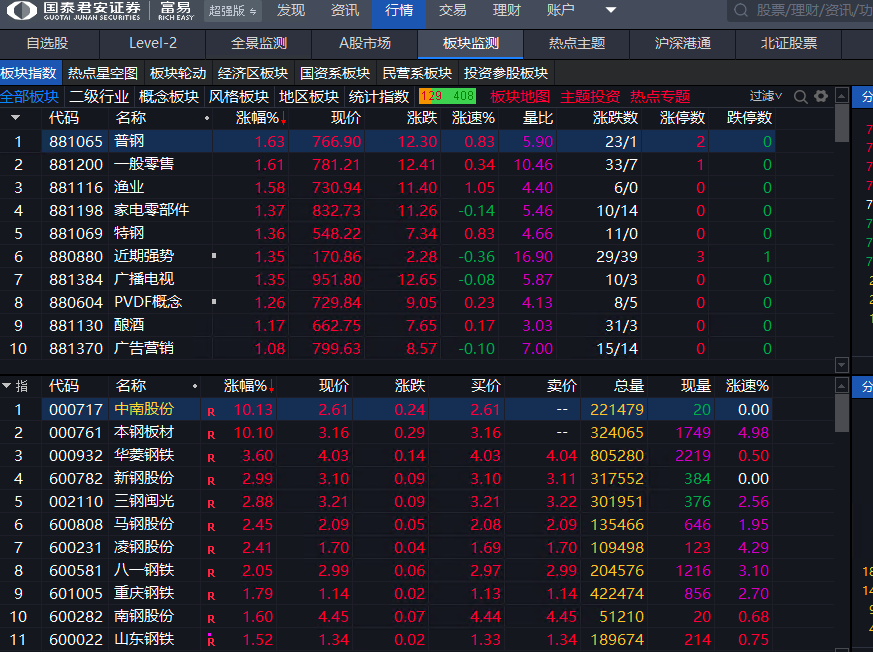 国泰君安证券 GUOTAI JUNAN SECURITIES 富易 RICH EASY 超强版 发现 资讯 行情 交易 理财 账户 股票/理财/资讯/功
自选股 Level-2 全景监测 A股市场 板块监测 热点主题 沪深港通 北证股票
板块指数 热点星空图 板块轮动 经济区板块 国资系板块 民营系板块 投资参股板块
全部板块 二级行业 概念板块 风格板块 地区板块 统计指数 129 408 板块地图 主题投资 热点专题 过滤 分
代码 名称 涨幅%↓ 现价 涨跌 涨速% 量比 涨跌数 涨停数 跌停数
1 881065 普钢 1.63 766.90 12.30 0.83 5.90 23/1 2 0
2 881200 一般零售 1.61 781.21 12.41 0.34 10.46 33/7 1 0
3 881116 渔业 1.58 730.94 11.40 1.05 4.40 6/0 0 0
4 881198 家电零部件 1.37 832.73 11.26 -0.14 5.46 10/14 0 0
5 881069 特钢 1.36 548.22 7.34 0.83 4.66 11/0 0 0
6 880880 近期强势 1.35 170.86 2.28 -0.36 16.90 29/39 3 1
7 881384 广播电视 1.35 951.80 12.65 -0.08 5.87 10/3 0 0
8 880604 PVDF概念 1.26 729.84 9.05 0.23 4.13 8/5 0 0
9 881130 酿酒 1.17 662.75 7.65 0.17 3.03 31/3 0 0
10 881370 广告营销 1.08 799.63 8.57 -0.10 7.00 15/14 0 0
指 代码 名称 涨幅%↓ 现价 涨跌 买价 卖价 总量 现量 涨速% 分
1 000717 中南股份 R 10.13 2.61 0.24 2.61 -- 221479 20 0.00
2 000761 本钢板材 R 10.10 3.16 0.29 3.16 -- 324065 1749 4.98
3 000932 华菱钢铁 R 3.60 4.03 0.14 4.03 4.04 805280 2219 0.50
4 600782 新钢股份 R 2.99 3.10 0.09 3.10 3.11 317552 384 0.00
5 002110 三钢闽光 R 2.88 3.21 0.09 3.21 3.22 301951 376 2.56
6 600808 马钢股份 R 2.45 2.09 0.05 2.08 2.09 135466 646 1.95
7 600231 凌钢股份 R 2.41 1.70 0.04 1.69 1.70 109498 123 4.29
8 600581 八一钢铁 R 2.05 2.99 0.06 2.97 2.99 204576 1216 3.10
9 601005 重庆钢铁 R 1.79 1.14 0.02 1.13 1.14 422474 856 2.70
10 600282 南钢股份 R 1.60 4.45 0.07 4.44 4.45 51210 20 0.68
11 600022 山东钢铁 R 1.52 1.34 0.02 1.33 1.34 189674 214 0.75